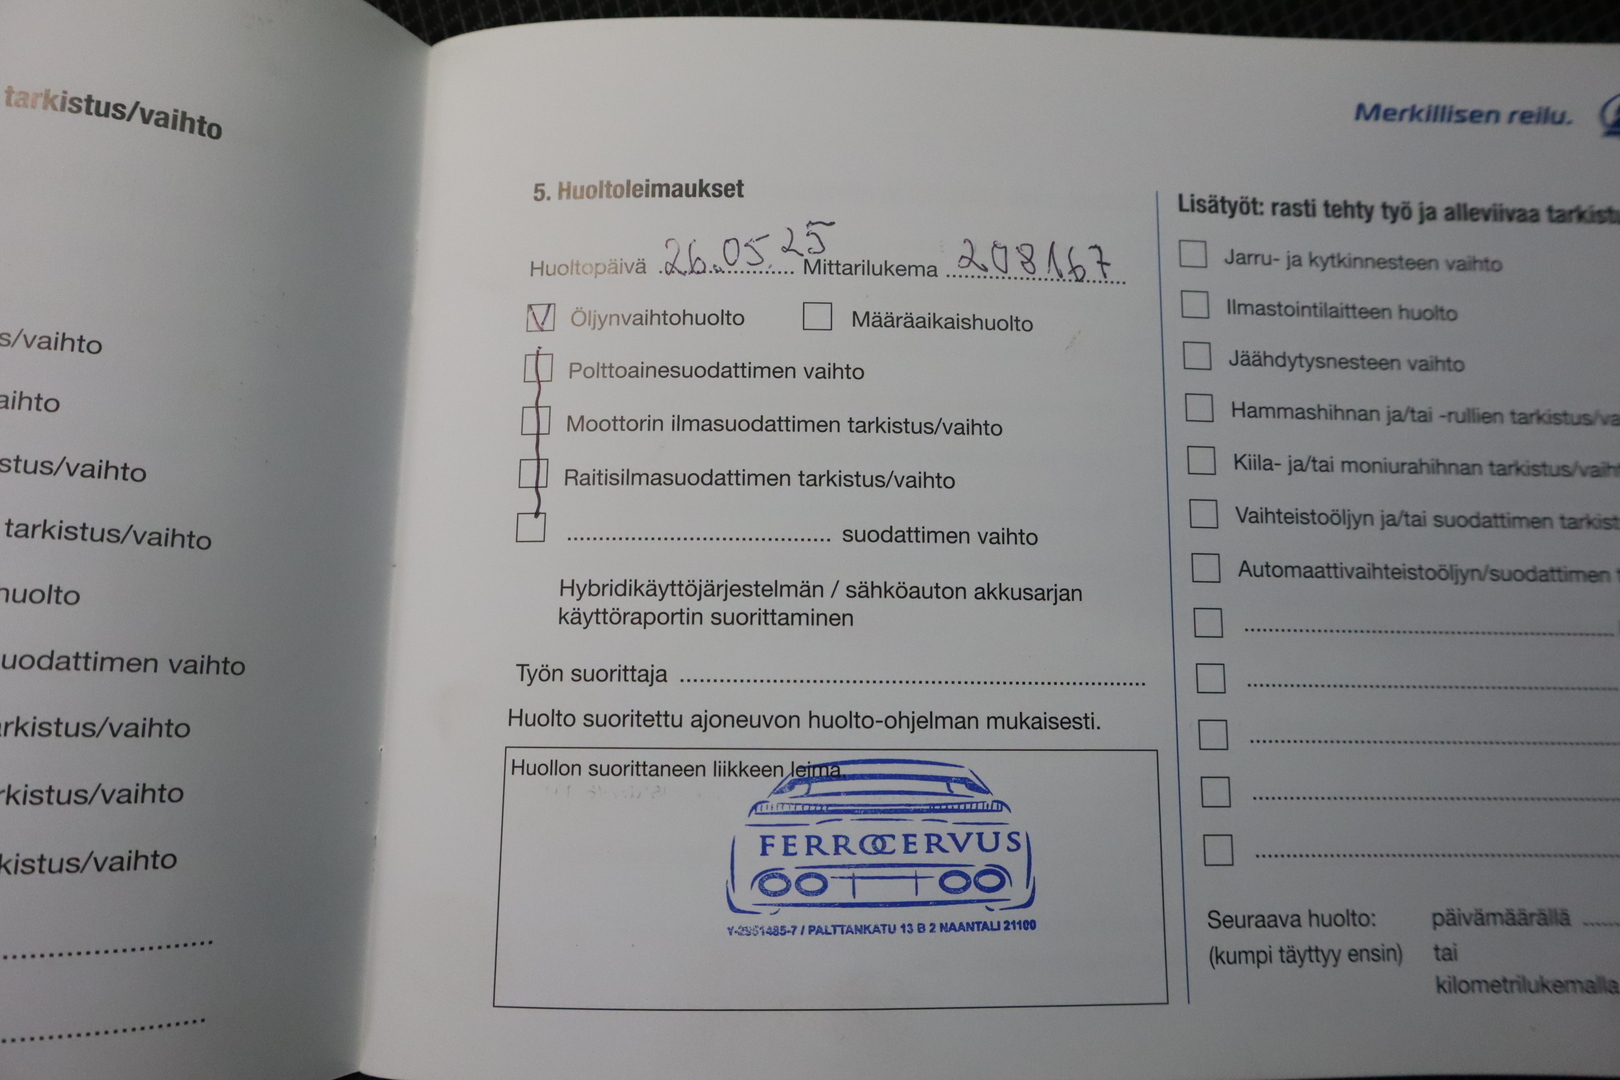 tarkistus/vaihto
s/vaihto
aihto
stus/vaihto
tarkistus/vaihto
huolto
uodattimen vaihto
rkistus/vaihto
rkistus/vaihto
kistus/vaihto
Merkillisen reilu.
5. Huoltoleimaukset
Huoltopäivä 26.05.25 Mittarilukema 208167
Öljynvaihtohuolto Määräaikaishuolto
Polttoainesuodattimen vaihto
Moottorin ilmasuodattimen tarkistus/vaihto
Raitisilmasuodattimen tarkistus/vaihto
suodattimen vaihto
Hybridikäyttöjärjestelmän / sähköauton akkusarjan
käyttöraportin suorittaminen
Työn suorittaja
Huolto suoritettu ajoneuvon huolto-ohjelman mukaisesti.
Huollon suorittaneen liikkeen leima.
FERROCERVUS
Y-2951485-7 / PALTTANKATU 13 B 2 NAANTALI 21100
Lisätyöt: rasti tehty työ ja alleviivaa tarkist
Jarru- ja kytkinnesteen vaihto
Ilmastointilaitteen huolto
Jäähdytysnesteen vaihto
Hammashihnan ja/tai -rullien tarkistus/va
Kiila- ja/tai moniurahihnan tarkistus/vaiht
Vaihteistoöljyn ja/tai suodattimen tarkist
Automaattivaihteistoöljyn/suodattimen
Seuraava huolto: päivämäärällä
(kumpi täyttyy ensin) tai
kilometrilukemalla